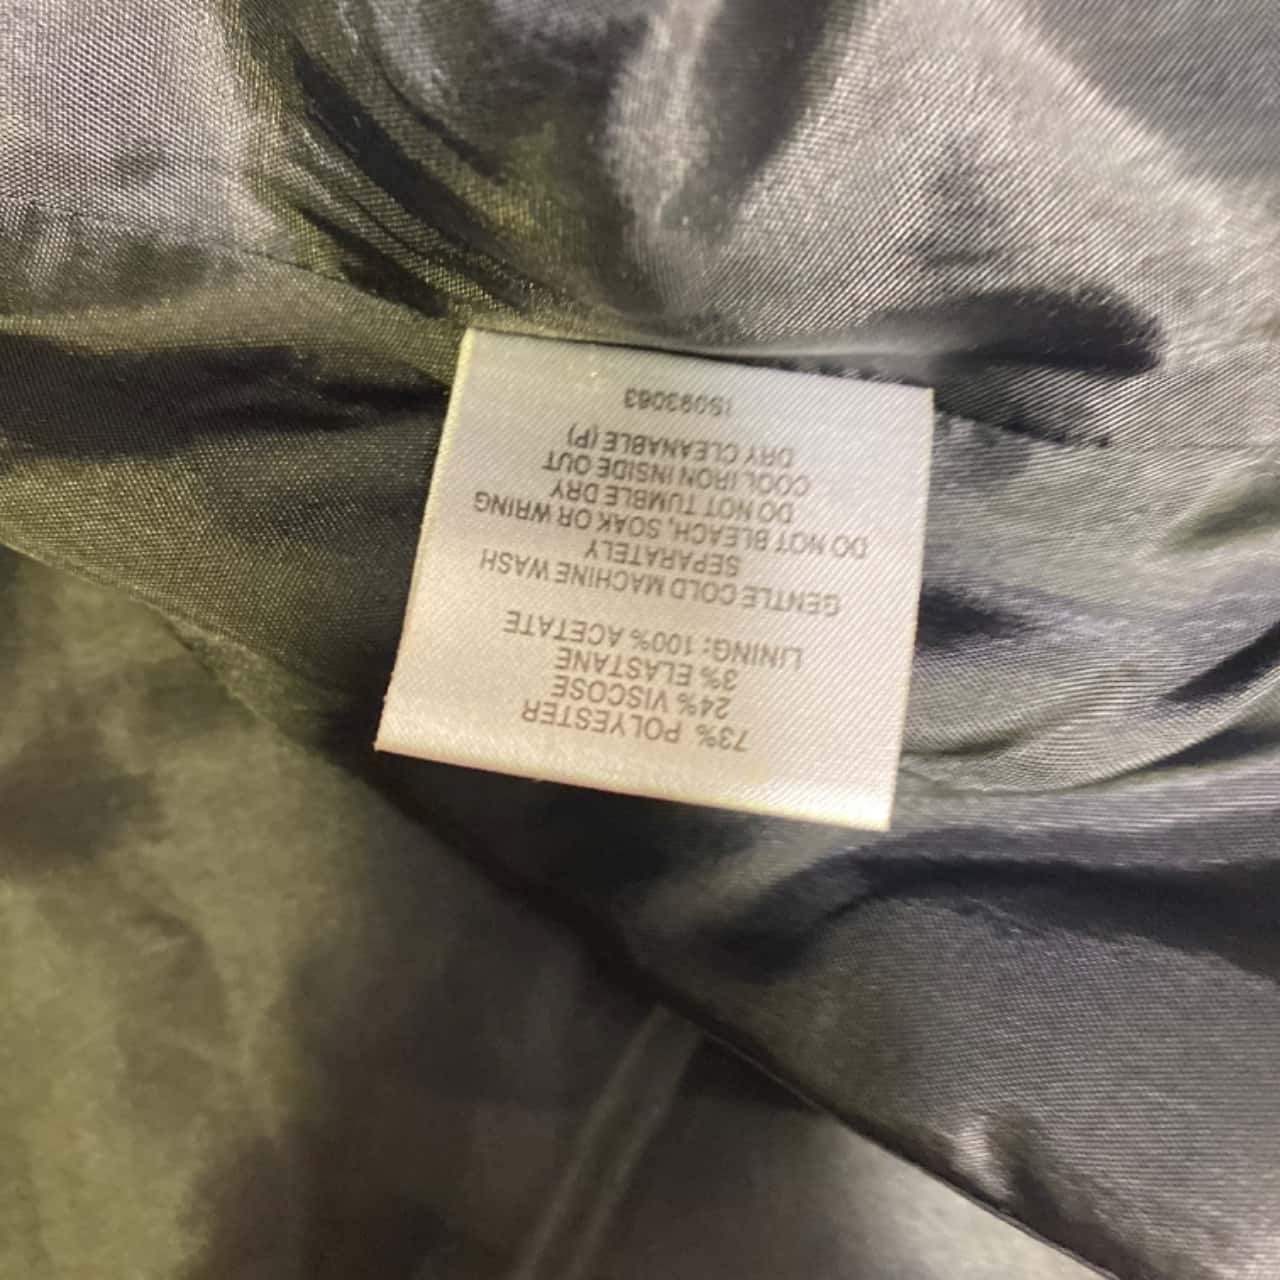 73% POLYESTER
24% VISCOSE
3% ELASTANE
LINING: 100% ACETATE
GENTLE COLD MACHINE WASH
SEPARATELY
DO NOT BLEACH, SOAK OR WRING
DO NOT TUMBLE DRY
COOL IRON INSIDE OUT
DRY CLEANABLE (P)
IS093063